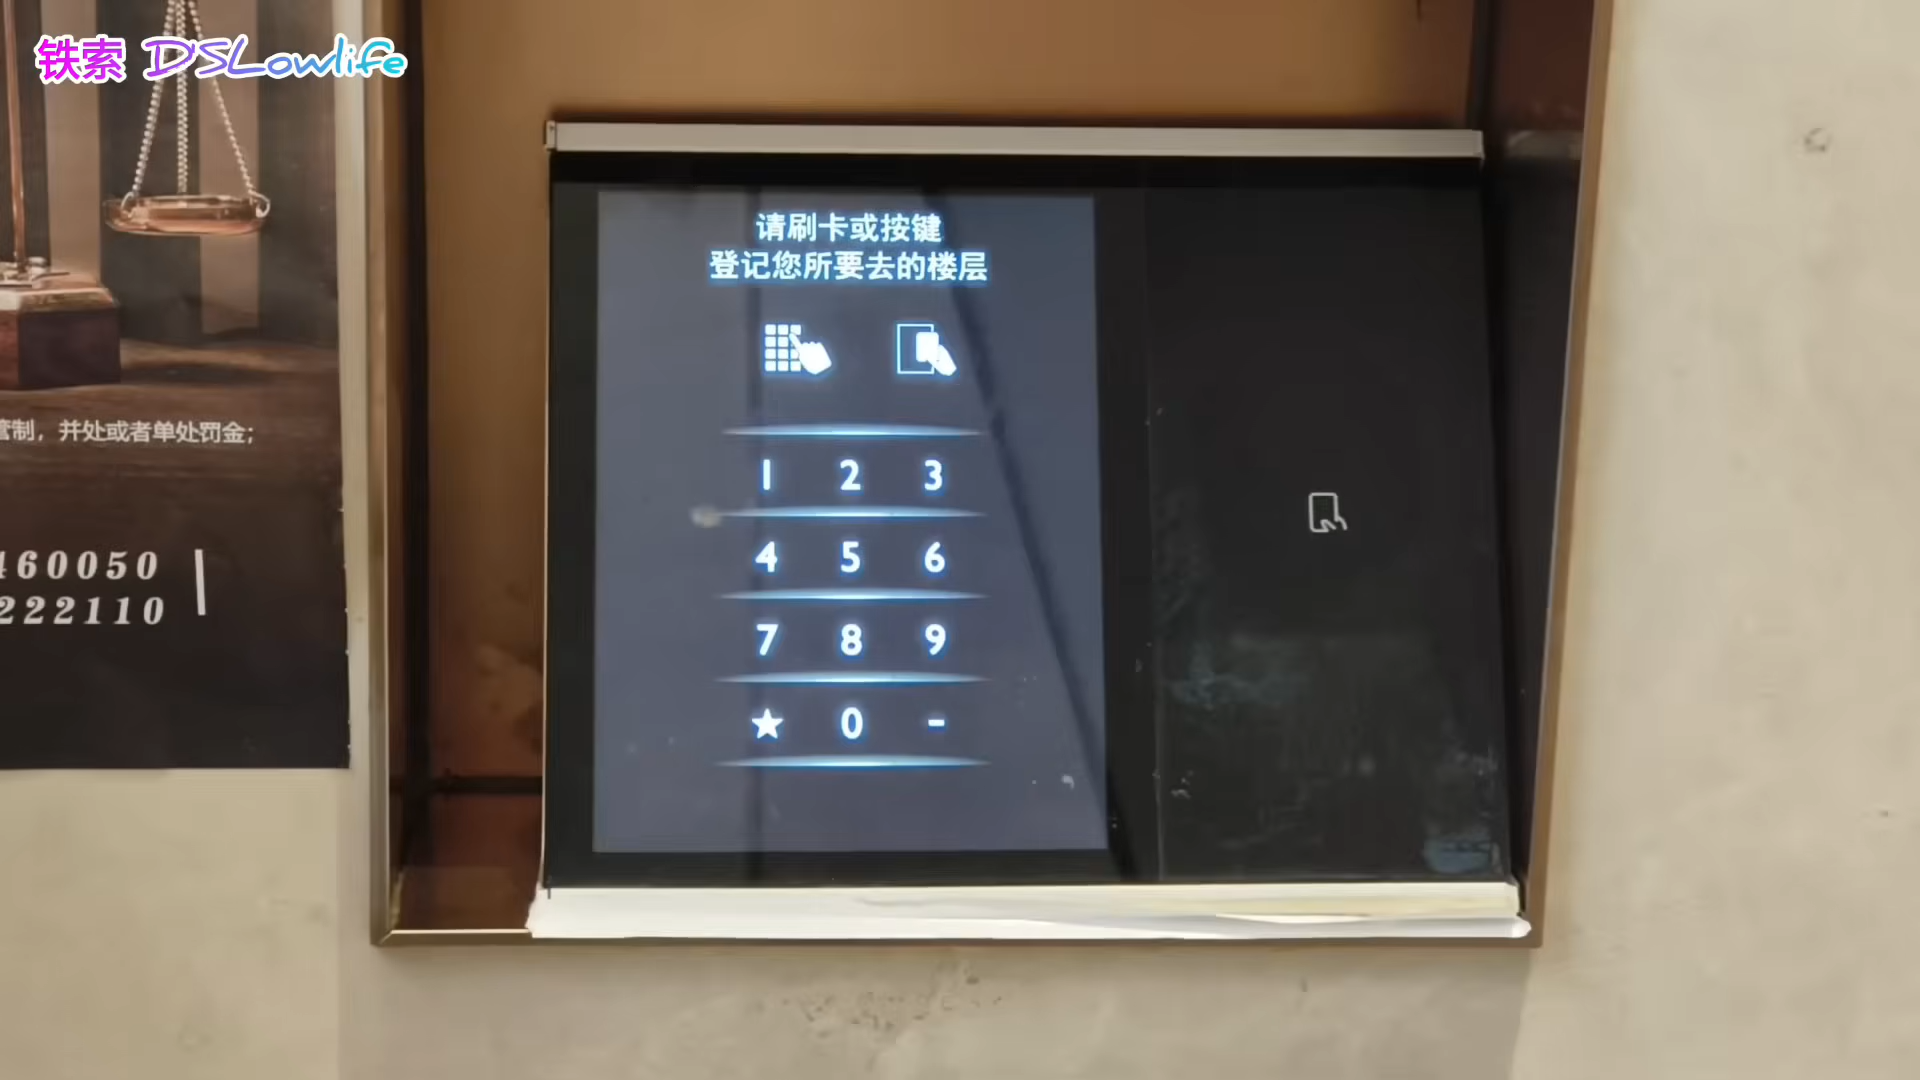 铁索 DSLowlife
请刷卡或按键
登记您所要去的楼层
1 2 3
4 5 6
7 8 9
★ 0 -
管制，并处或者单处罚金；
460050
222110